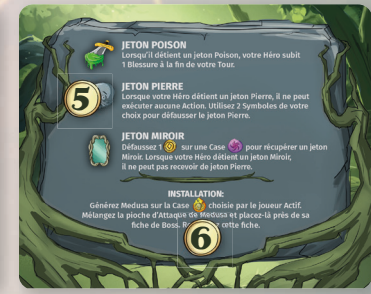 JETON POISON
Lorsqu'il détient un jeton Poison, votre Héro subit
1 Blessure à la fin de votre Tour.
JETON PIERRE
Lorsque votre Héro détient un jeton Pierre, il ne peut
exécuter aucune Action. Utilisez 2 Symboles de votre
choix pour défausser le jeton Pierre.
5
JETON MIROIR
Défaussez 1 sur une Case pour récupérer un jeton
Miroir. Lorsque votre Héro détient un jeton Miroir,
il ne peut pas recevoir de jeton Pierre.
INSTALLATION:
Générez Medusa sur la Case choisie par le joueur Actif.
Mélangez la pioche d'Attaque de Medusa et placez-là près de sa
fiche de Boss. cette fiche.
6